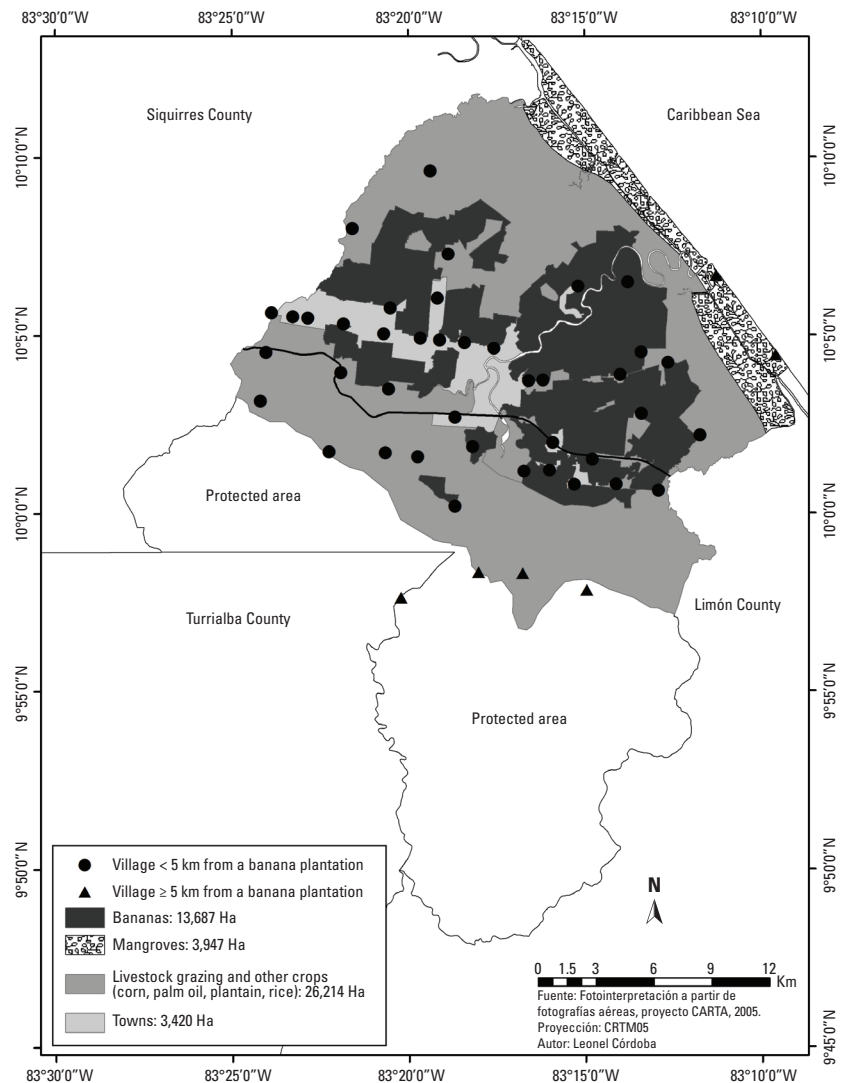 83°30'0"W 83°25'0"W 83°20'0"W 83°15'0"W 83°10'0"W
Siquirres County
Caribbean Sea
10°10'0"N 10°10'0"N
10°5'0"N 10°5'0"N
Protected area
10°0'0"N 10°0'0"N
Turrialba County
Limón County
9°55'0"N 9°55'0"N
Protected area
9°50'0"N 9°50'0"N
Village < 5 km from a banana plantation
Village ≥ 5 km from a banana plantation
Bananas: 13,687 Ha
Mangroves: 3,947 Ha
Livestock grazing and other crops
(corn, palm oil, plantain, rice): 26,214 Ha
Towns: 3,420 Ha
N
0 1.5 3 6 9 12
Km
Fuente: Fotointerpretación a partir de
fotografías aéreas, proyecto CARTA, 2005.
Proyección: CRTM05
Autor: Leonel Córdoba
9°45'0"N 9°45'0"N
83°30'0"W 83°25'0"W 83°20'0"W 83°15'0"W 83°10'0"W